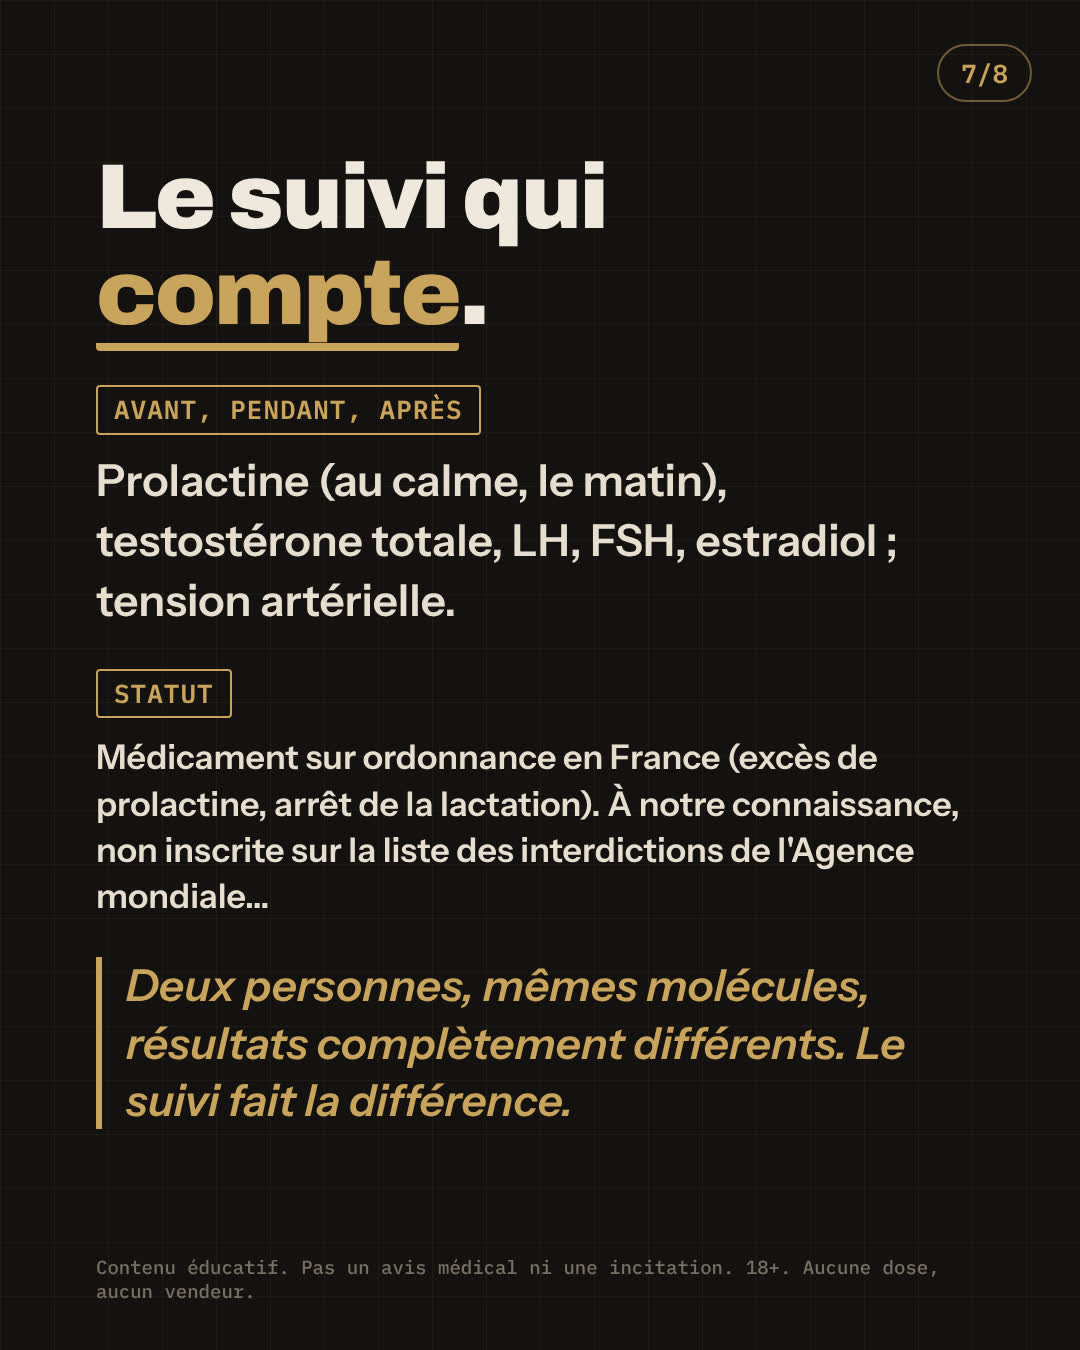 7/8
Le suivi qui
compte.
AVANT, PENDANT, APRÈS
Prolactine (au calme, le matin),
testostérone totale, LH, FSH, estradiol ;
tension artérielle.
STATUT
Médicament sur ordonnance en France (excès de
prolactine, arrêt de la lactation). À notre connaissance,
non inscrite sur la liste des interdictions de l'Agence
mondiale...
Deux personnes, mêmes molécules,
résultats complètement différents. Le
suivi fait la différence.
Contenu éducatif. Pas un avis médical ni une incitation. 18+. Aucune dose,
aucun vendeur.